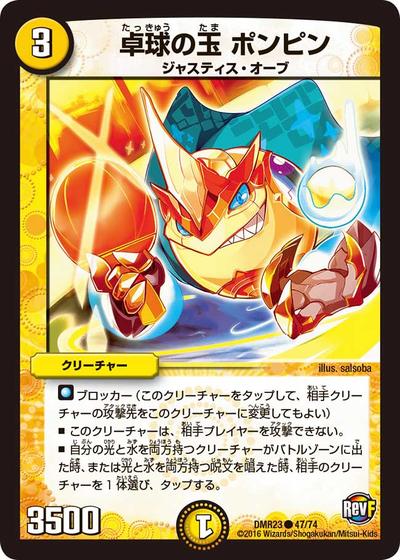 3
たっきゅう たま
卓球の玉 ポンピン
ジャスティス・オーブ
クリーチャー
illus. salsoba
ブロッカー（このクリーチャーをタップして、相手クリー
チャーの攻撃先をこのクリーチャーに変更してもよい）
■ このクリーチャーは、相手プレイヤーを攻撃できない。
■ 自分の光と水を両方持つクリーチャーがバトルゾーンに出
た時、または光と水を両方持つ呪文を唱えた時、相手のクリー
チャーを1体選び、タップする。
3500
1
DMR23 ● 47/74
©2016 Wizards/Shogakukan/Mitsui-Kids
RevF